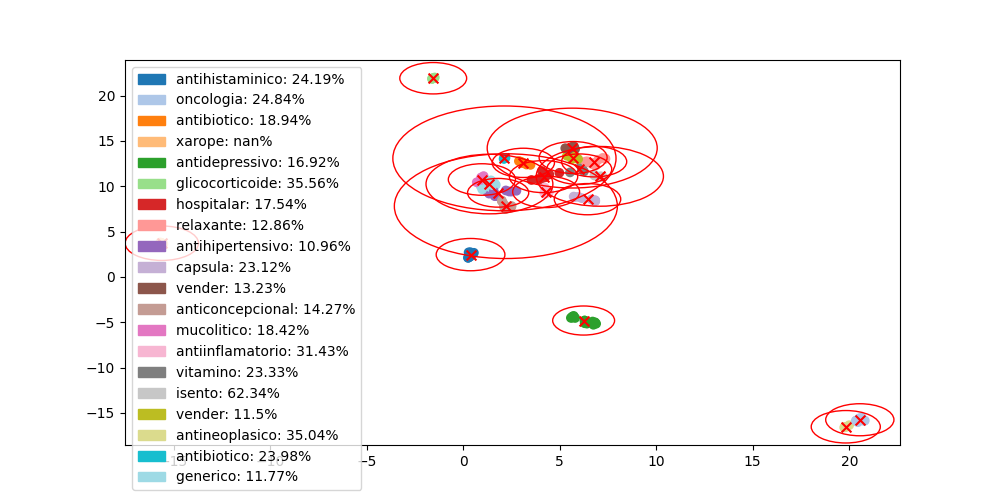 antihistaminico: 24.19%
oncologia: 24.84%
antibiotico: 18.94%
xarope: nan%
antidepressivo: 16.92%
glicocorticoide: 35.56%
hospitalar: 17.54%
relaxante: 12.86%
antihipertensivo: 10.96%
capsula: 23.12%
vender: 13.23%
anticoncepcional: 14.27%
mucolitico: 18.42%
antiinflamatorio: 31.43%
vitamino: 23.33%
isento: 62.34%
vender: 11.5%
antineoplasico: 35.04%
antibiotico: 23.98%
generico: 11.77%
20
15
10
5
0
−5
−10
−15
−15 −10 −5 0 5 10 15 20